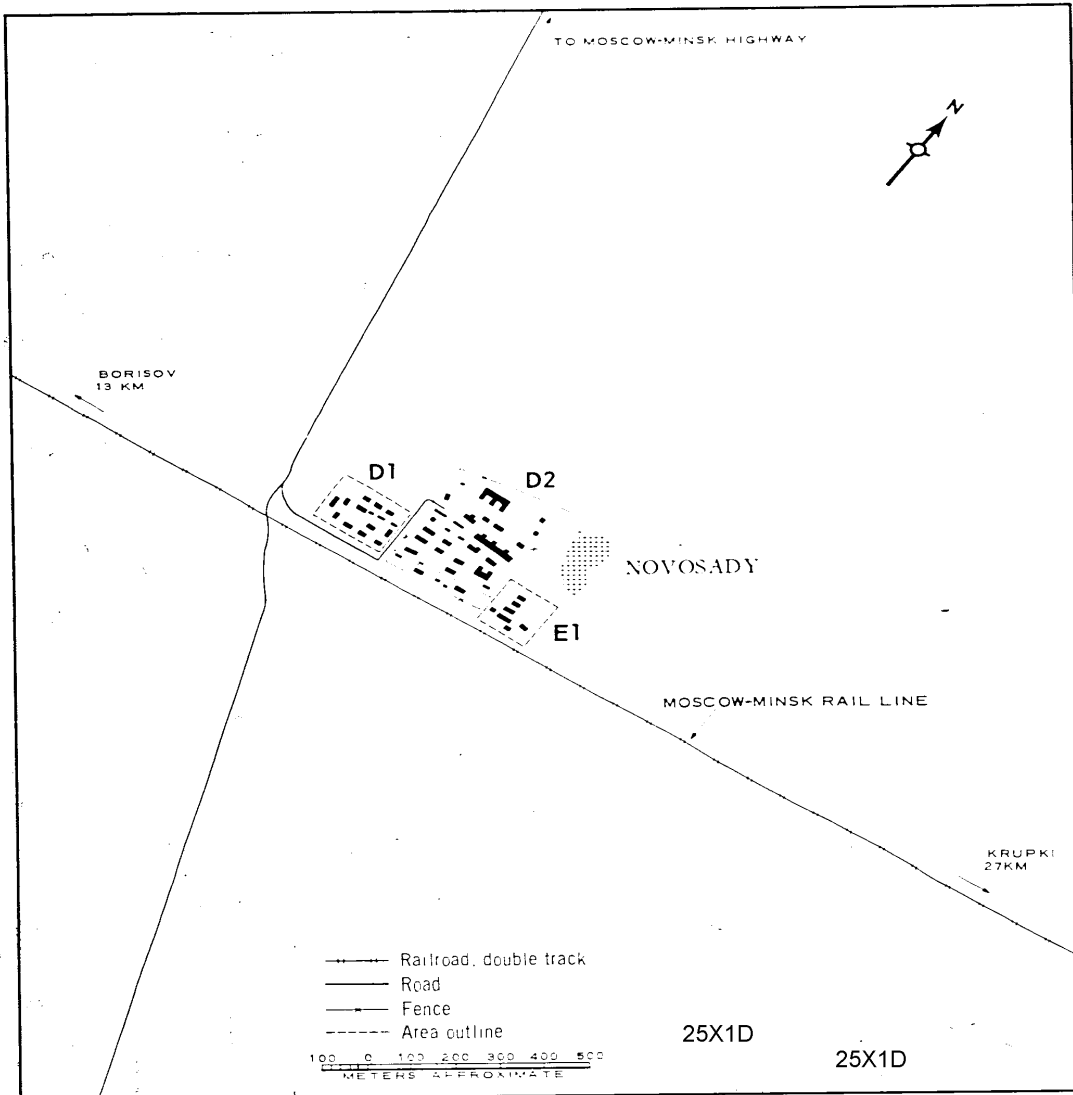 TO MOSCOW-MINSK HIGHWAY
N
BORISOV
13 KM
D1
D2
NOVOSADY
E1
MOSCOW-MINSK RAIL LINE
KRUPKI
27KM
Railroad, double track
Road
Fence
Area outline
100 0 100 200 300 400 500
METERS APPROXIMATE
25X1D
25X1D